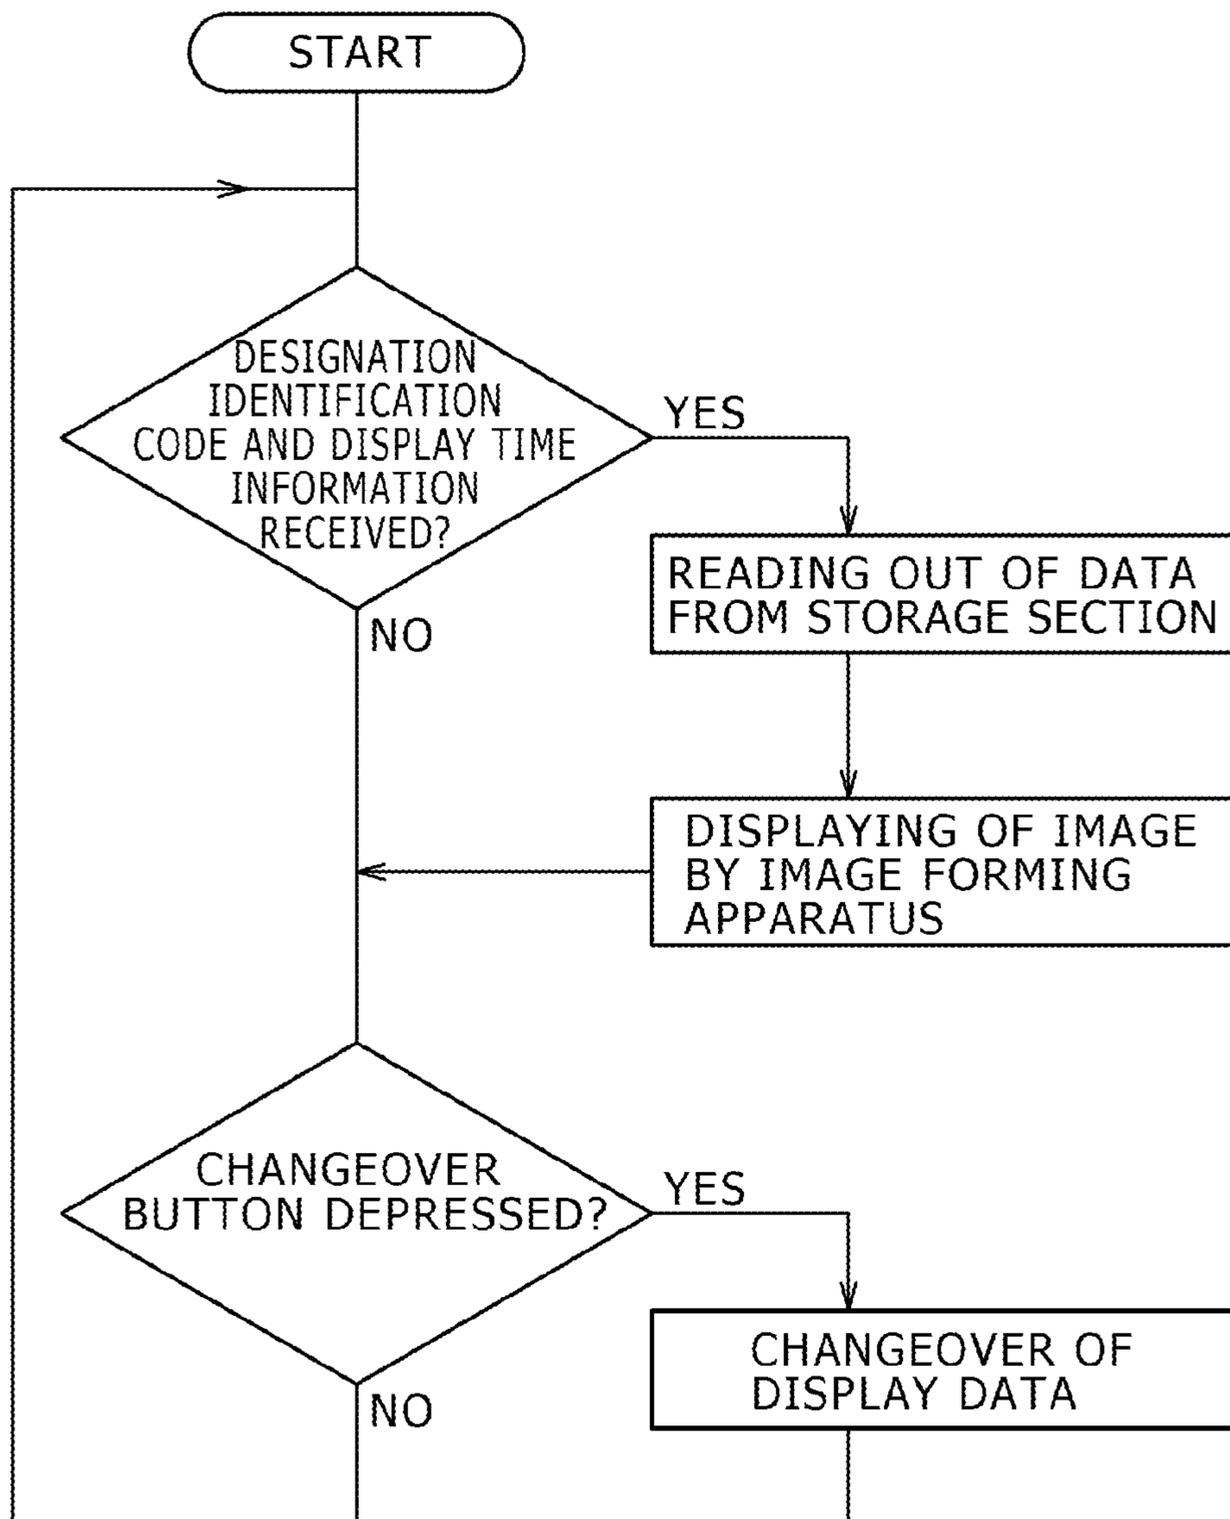 START
DESIGNATION
IDENTIFICATION
CODE AND DISPLAY TIME
INFORMATION
RECEIVED?
YES
READING OUT OF DATA
FROM STORAGE SECTION
NO
DISPLAYING OF IMAGE
BY IMAGE FORMING
APPARATUS
CHANGEOVER
BUTTON DEPRESSED?
YES
CHANGEOVER OF
DISPLAY DATA
NO